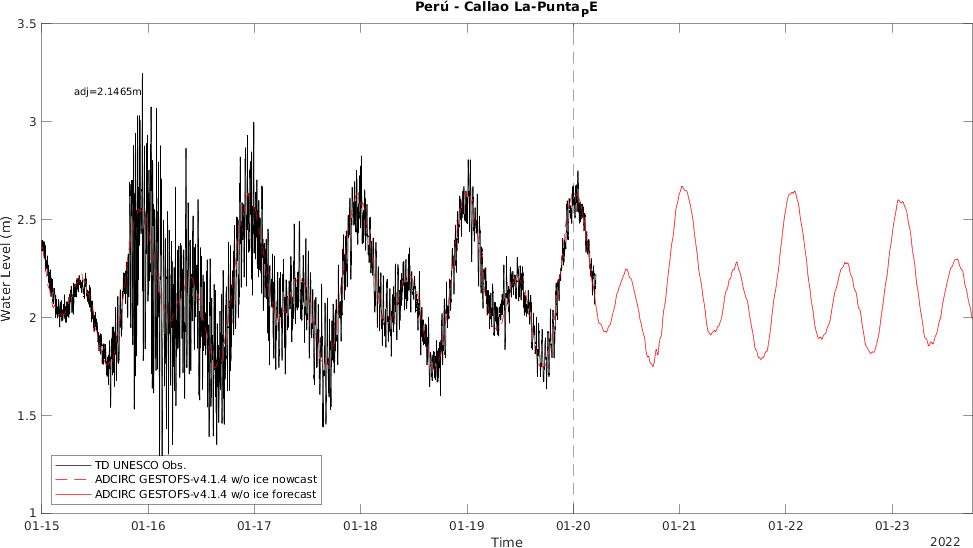 Perú - Callao La-PuntapE
3.5
adj=2.1465m
3
2.5
Water Level (m)
2
1.5
TD UNESCO Obs.
ADCIRC GESTOFS-v4.1.4 w/o ice nowcast
ADCIRC GESTOFS-v4.1.4 w/o ice forecast
1
01-15 01-16 01-17 01-18 01-19 01-20 01-21 01-22 01-23
Time
2022